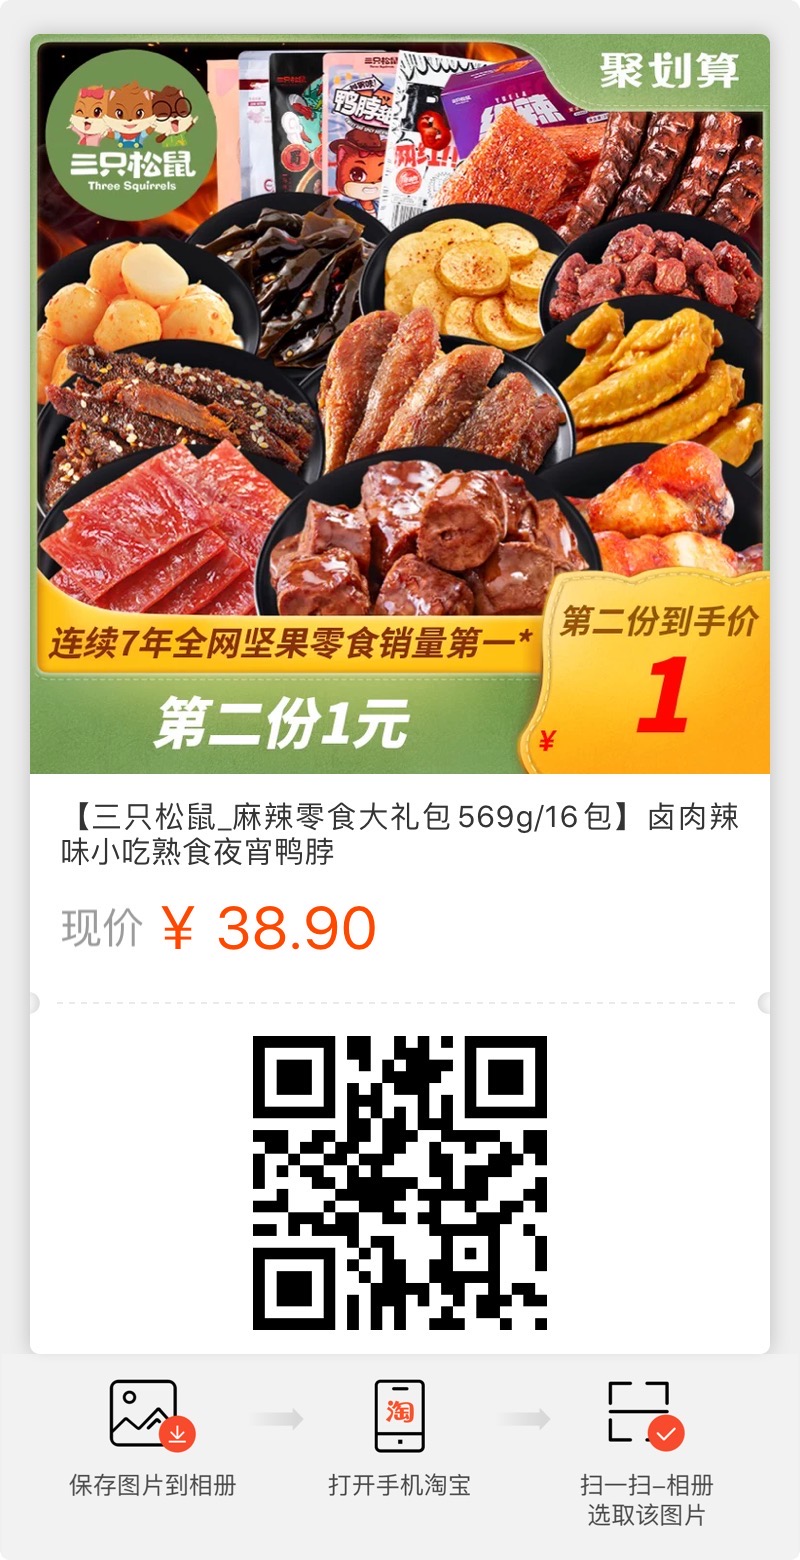 聚划算
三只松鼠
Three Squirrels
鸭脖
连续7年全网坚果零食销量第一*
第二份到手价
¥ 1
第二份1元
【三只松鼠_麻辣零食大礼包569g/16包】卤肉辣
味小吃熟食夜宵鸭脖
现价 ¥ 38.90
淘
保存图片到相册
打开手机淘宝
扫一扫-相册
选取该图片